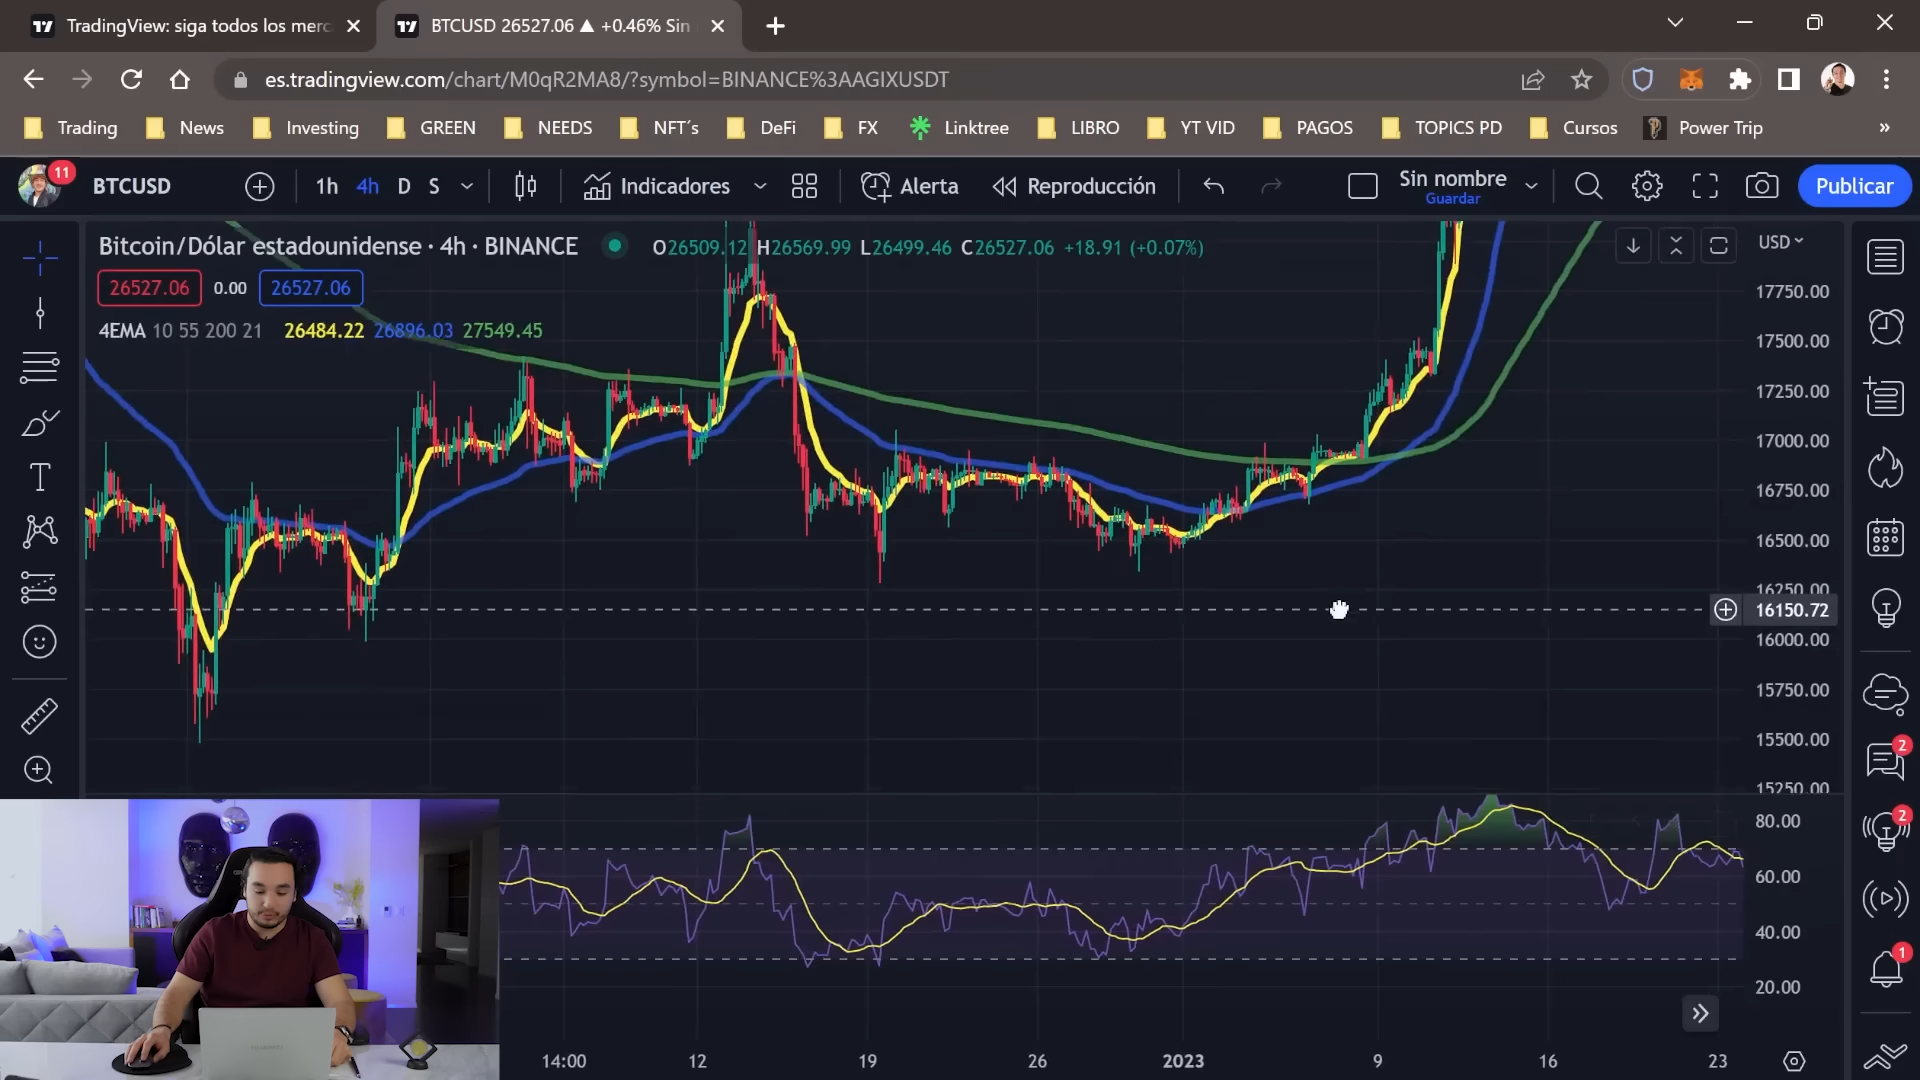 TradingView: siga todos los merc
BTCUSD 26527.06 ▲ +0.46% Sin
es.tradingview.com/chart/M0qR2MA8/?symbol=BINANCE%3AAGIXUSDT
Trading News Investing GREEN NEEDS NFT´s DeFi FX Linktree LIBRO YT VID PAGOS TOPICS PD Cursos Power Trip »
11 BTCUSD 1h 4h D S Indicadores Alerta Reproducción Sin nombre Publicar
Guardar
Bitcoin/Dólar estadounidense · 4h · BINANCE O26509.12 H26569.99 L26499.46 C26527.06 +18.91 (+0.07%) USD
26527.06 0.00 26527.06
4EMA 10 55 200 21 26484.22 26896.03 27549.45
17750.00
17500.00
17250.00
17000.00
16750.00
16500.00
16250.00
16150.72
16000.00
15750.00
15500.00
15250.00
2
2
1
80.00
60.00
40.00
20.00
14:00 12 19 26 2023 9 16 23